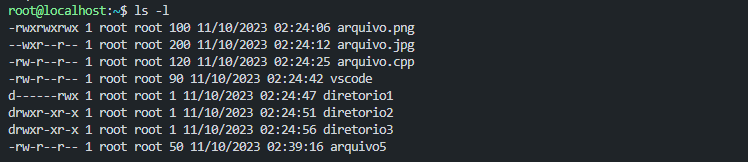 root@localhost:~$ ls -l
-rwxrwxrwx 1 root root 100 11/10/2023 02:24:06 arquivo.png
--wxr--r-- 1 root root 200 11/10/2023 02:24:12 arquivo.jpg
-rw-r--r-- 1 root root 120 11/10/2023 02:24:25 arquivo.cpp
-rw-r--r-- 1 root root 90 11/10/2023 02:24:42 vscode
d------rwx 1 root root 1 11/10/2023 02:24:47 diretorio1
drwxr-xr-x 1 root root 1 11/10/2023 02:24:51 diretorio2
drwxr-xr-x 1 root root 1 11/10/2023 02:24:56 diretorio3
-rw-r--r-- 1 root root 50 11/10/2023 02:39:16 arquivo5